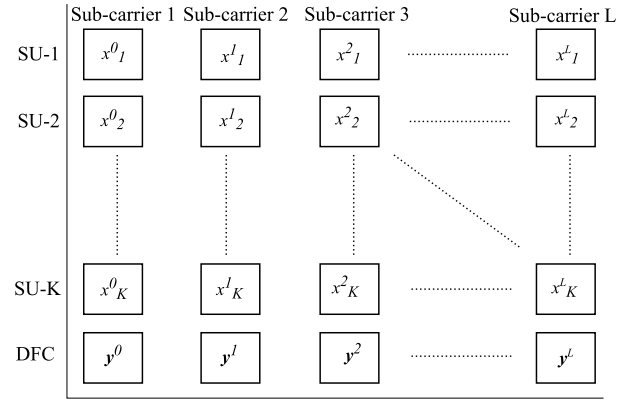 Sub-carrier 1 Sub-carrier 2 Sub-carrier 3 Sub-carrier L
SU-1 x^0_1 x^1_1 x^2_1 x^L_1
SU-2 x^0_2 x^1_2 x^2_2 x^L_2
SU-K x^0_K x^1_K x^2_K x^L_K
DFC y^0 y^1 y^2 y^L